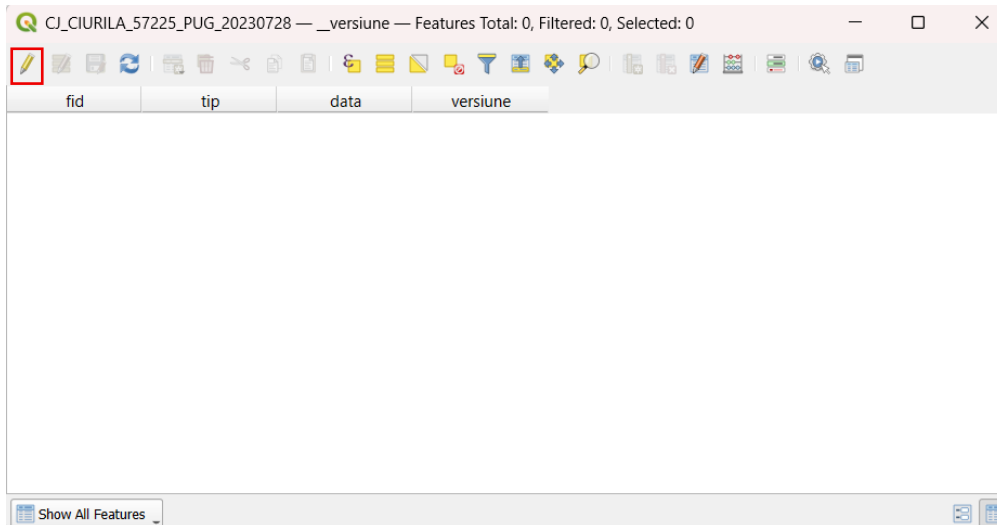 CJ_CIURILA_57225_PUG_20230728 — __versiune — Features Total: 0, Filtered: 0, Selected: 0
fid tip data versiune
Show All Features